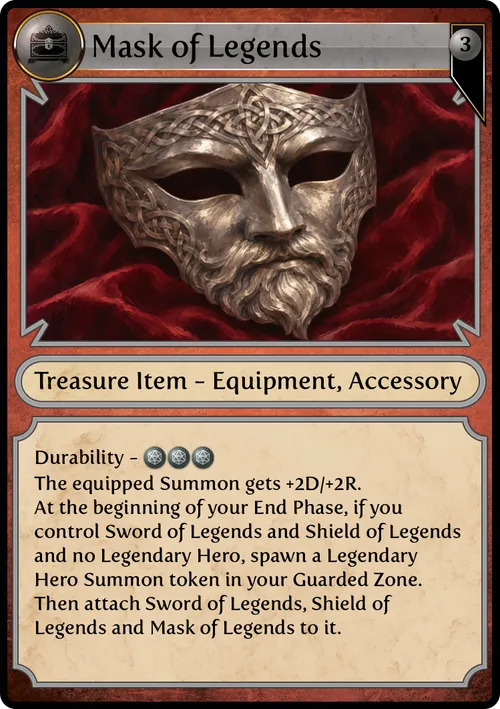 Mask of Legends
3
Treasure Item - Equipment, Accessory
Durability -
The equipped Summon gets +2D/+2R.
At the beginning of your End Phase, if you
control Sword of Legends and Shield of Legends
and no Legendary Hero, spawn a Legendary
Hero Summon token in your Guarded Zone.
Then attach Sword of Legends, Shield of
Legends and Mask of Legends to it.